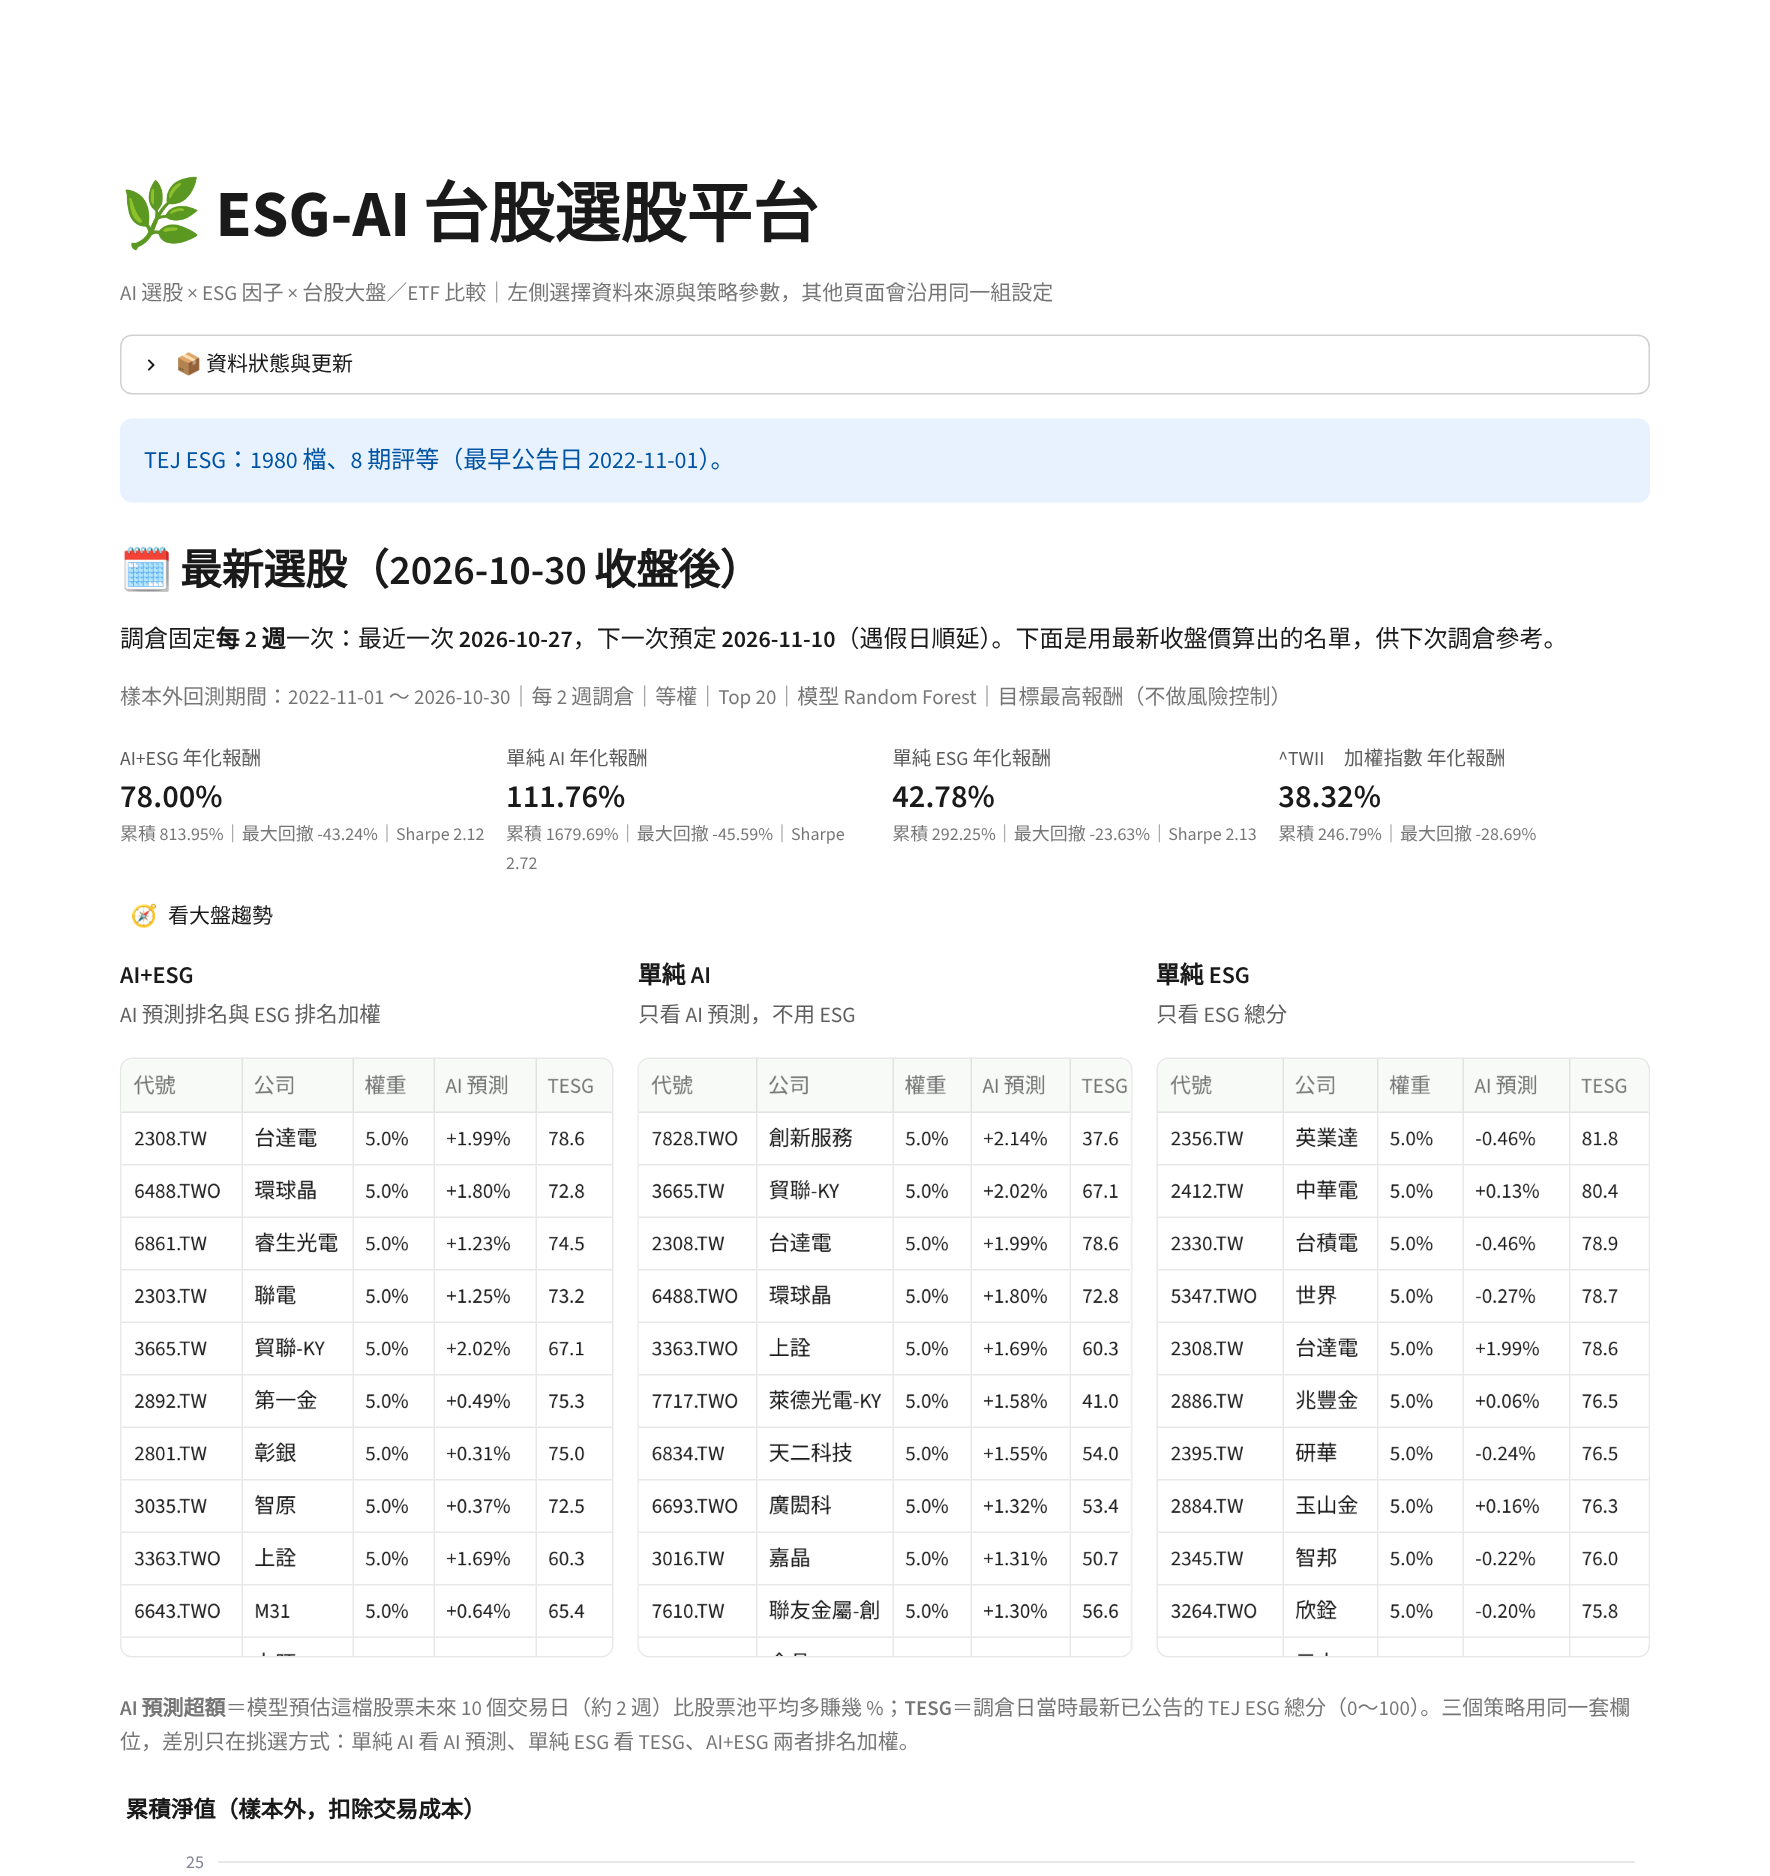 🌿 ESG-AI 台股選股平台
AI 選股 × ESG 因子 × 台股大盤／ETF 比較｜左側選擇資料來源與策略參數，其他頁面會沿用同一組設定
📦 資料狀態與更新
TEJ ESG：1980 檔、8 期評等（最早公告日 2022-11-01）。
🗓️ 最新選股（2026-10-30 收盤後）
調倉固定每 2 週一次：最近一次 2026-10-27，下一次預定 2026-11-10（遇假日順延）。下面是用最新收盤價算出的名單，供下次調倉參考。
樣本外回測期間：2022-11-01 ～ 2026-10-30｜每 2 週調倉｜等權｜Top 20｜模型 Random Forest｜目標最高報酬（不做風險控制）
AI+ESG 年化報酬
78.00%
累積 813.95%｜最大回撤 -43.24%｜Sharpe 2.12
單純 AI 年化報酬
111.76%
累積 1679.69%｜最大回撤 -45.59%｜Sharpe
2.72
單純 ESG 年化報酬
42.78%
累積 292.25%｜最大回撤 -23.63%｜Sharpe 2.13
^TWII　加權指數 年化報酬
38.32%
累積 246.79%｜最大回撤 -28.69%
🧭 看大盤趨勢
AI+ESG
AI 預測排名與 ESG 排名加權
代號 公司 權重 AI 預測 TESG
2308.TW 台達電 5.0% +1.99% 78.6
6488.TWO 環球晶 5.0% +1.80% 72.8
6861.TW 睿生光電 5.0% +1.23% 74.5
2303.TW 聯電 5.0% +1.25% 73.2
3665.TW 貿聯-KY 5.0% +2.02% 67.1
2892.TW 第一金 5.0% +0.49% 75.3
2801.TW 彰銀 5.0% +0.31% 75.0
3035.TW 智原 5.0% +0.37% 72.5
3363.TWO 上詮 5.0% +1.69% 60.3
6643.TWO M31 5.0% +0.64% 65.4
單純 AI
只看 AI 預測，不用 ESG
代號 公司 權重 AI 預測 TESG
7828.TWO 創新服務 5.0% +2.14% 37.6
3665.TW 貿聯-KY 5.0% +2.02% 67.1
2308.TW 台達電 5.0% +1.99% 78.6
6488.TWO 環球晶 5.0% +1.80% 72.8
3363.TWO 上詮 5.0% +1.69% 60.3
7717.TWO 萊德光電-KY 5.0% +1.58% 41.0
6834.TW 天二科技 5.0% +1.55% 54.0
6693.TWO 廣閎科 5.0% +1.32% 53.4
3016.TW 嘉晶 5.0% +1.31% 50.7
7610.TW 聯友金屬-創 5.0% +1.30% 56.6
單純 ESG
只看 ESG 總分
代號 公司 權重 AI 預測 TESG
2356.TW 英業達 5.0% -0.46% 81.8
2412.TW 中華電 5.0% +0.13% 80.4
2330.TW 台積電 5.0% -0.46% 78.9
5347.TWO 世界 5.0% -0.27% 78.7
2308.TW 台達電 5.0% +1.99% 78.6
2886.TW 兆豐金 5.0% +0.06% 76.5
2395.TW 研華 5.0% -0.24% 76.5
2884.TW 玉山金 5.0% +0.16% 76.3
2345.TW 智邦 5.0% -0.22% 76.0
3264.TWO 欣銓 5.0% -0.20% 75.8
AI 預測超額＝模型預估這檔股票未來 10 個交易日（約 2 週）比股票池平均多賺幾 %；TESG＝調倉日當時最新已公告的 TEJ ESG 總分（0～100）。三個策略用同一套欄
位，差別只在挑選方式：單純 AI 看 AI 預測、單純 ESG 看 TESG、AI+ESG 兩者排名加權。
累積淨值（樣本外，扣除交易成本）
25